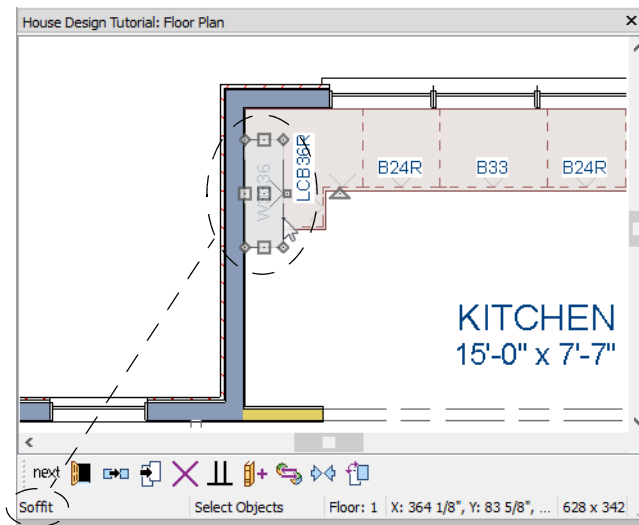 House Design Tutorial: Floor Plan
LCB36R
B24R
B33
B24R
KITCHEN
15'-0" x 7'-7"
next
Soffit
Select Objects
Floor: 1
X: 364 1/8", Y: 83 5/8", ...
628 x 342